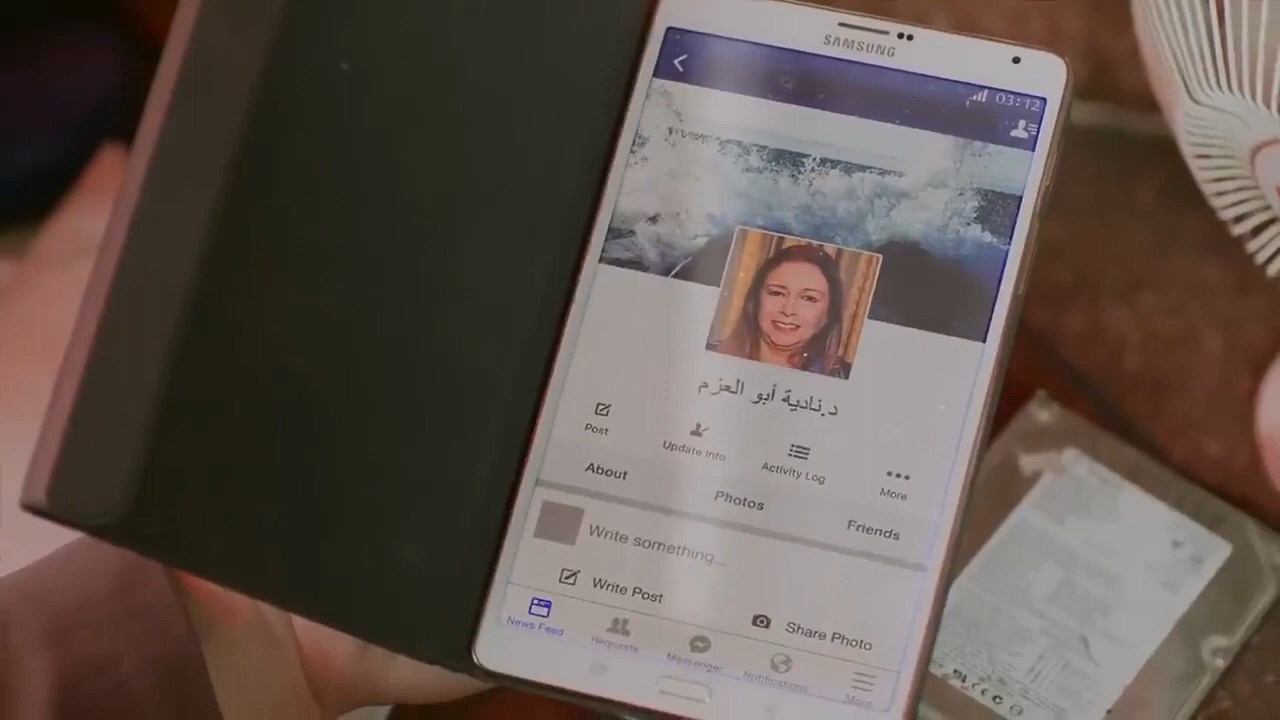 SAMSUNG
03:12
د.نادية أبو العزم
Post
Update Info
Activity Log
More
About
Photos
Friends
Write something...
Write Post
Share Photo
News Feed
Requests
Messenger
Notifications
More